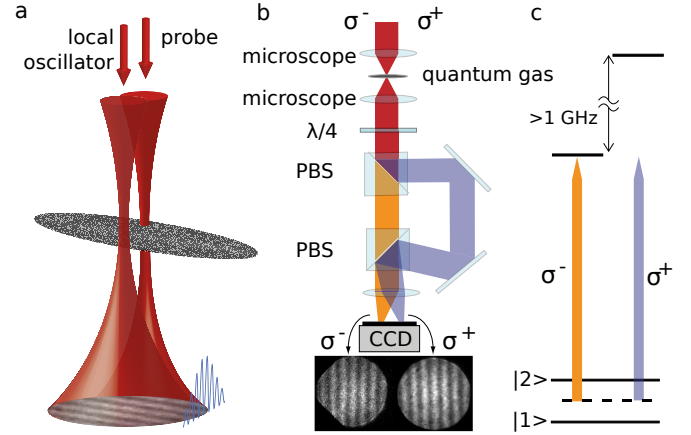 a
local
oscillator
probe
b
σ⁻
σ⁺
microscope
quantum gas
microscope
λ/4
PBS
PBS
σ⁻
CCD
σ⁺
c
>1 GHz
σ⁻
σ⁺
|2>
|1>